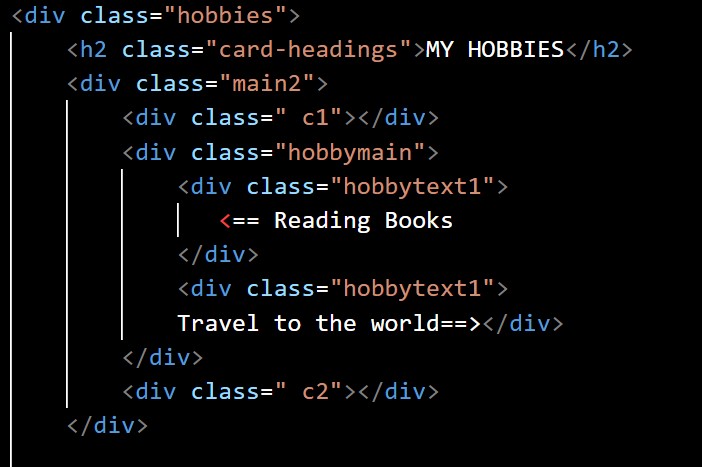 <div class="hobbies">
<h2 class="card-headings">MY HOBBIES</h2>
<div class="main2">
<div class=" c1"></div>
<div class="hobbymain">
<div class="hobbytext1">
<== Reading Books
</div>
<div class="hobbytext1">
Travel to the world==></div>
</div>
<div class=" c2"></div>
</div>